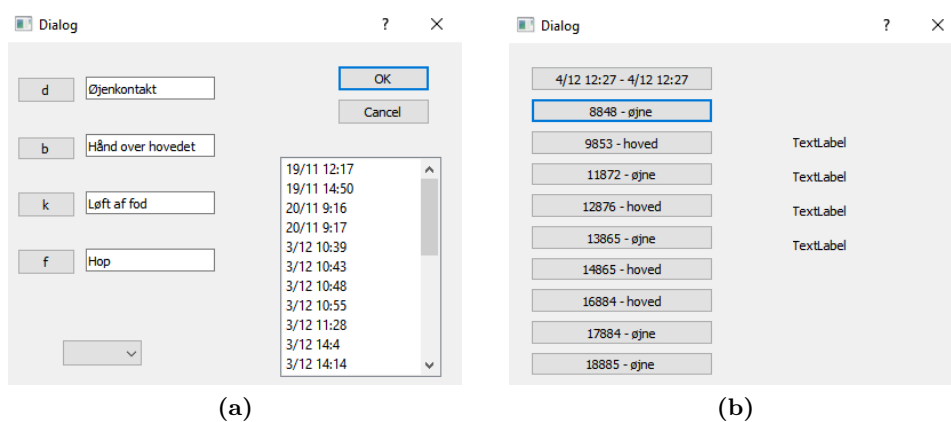 Dialog
?
OK
Cancel
d
Øjenkontakt
b
Hånd over hovedet
k
Løft af fod
f
Hop
19/11 12:17
19/11 14:50
20/11 9:16
20/11 9:17
3/12 10:39
3/12 10:43
3/12 10:48
3/12 10:55
3/12 11:28
3/12 14:4
3/12 14:14
(a)
Dialog
?
4/12 12:27 - 4/12 12:27
8848 - øjne
9853 - hoved
11872 - øjne
12876 - hoved
13865 - øjne
14865 - hoved
16884 - hoved
17884 - øjne
18885 - øjne
TextLabel
TextLabel
TextLabel
TextLabel
(b)